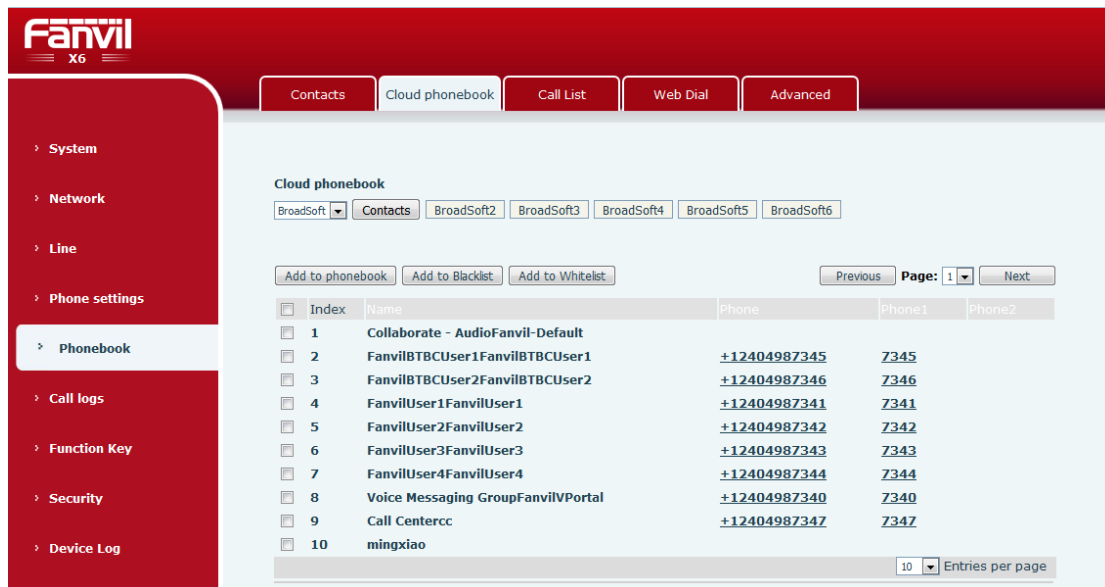 Fanvil
X6
Contacts Cloud phonebook Call List Web Dial Advanced
System
Network
Line
Phone settings
Phonebook
Call logs
Function Key
Security
Device Log
Cloud phonebook
BroadSoft Contacts BroadSoft2 BroadSoft3 BroadSoft4 BroadSoft5 BroadSoft6
Add to phonebook Add to Blacklist Add to Whitelist Previous Page: 1 Next
Index Name Phone Phone1 Phone2
1 Collaborate - AudioFanvil-Default
2 FanvilBTBCUser1FanvilBTBCUser1 +12404987345 7345
3 FanvilBTBCUser2FanvilBTBCUser2 +12404987346 7346
4 FanvilUser1FanvilUser1 +12404987341 7341
5 FanvilUser2FanvilUser2 +12404987342 7342
6 FanvilUser3FanvilUser3 +12404987343 7343
7 FanvilUser4FanvilUser4 +12404987344 7344
8 Voice Messaging GroupFanvilVPortal +12404987340 7340
9 Call Centercc +12404987347 7347
10 mingxiao
10 Entries per page